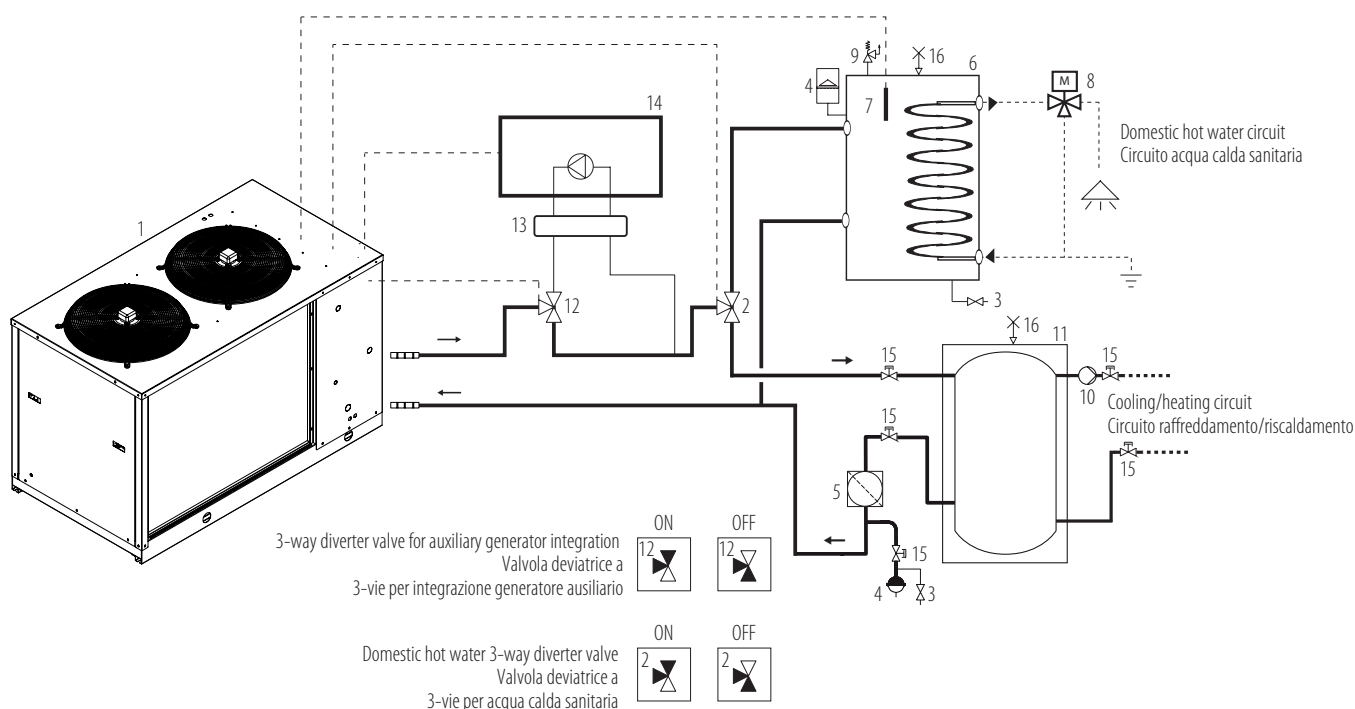 14
16
6
9
M
8
4
7
Domestic hot water circuit
Circuito acqua calda sanitaria
13
1
12
2
3
16
11
15
15
10
Cooling/heating circuit
Circuito raffreddamento/riscaldamento
15
15
5
ON
OFF
3-way diverter valve for auxiliary generator integration
Valvola deviatrice a
3-vie per integrazione generatore ausiliario
12
12
15
4
3
ON
OFF
Domestic hot water 3-way diverter valve
Valvola deviatrice a
3-vie per acqua calda sanitaria
2
2